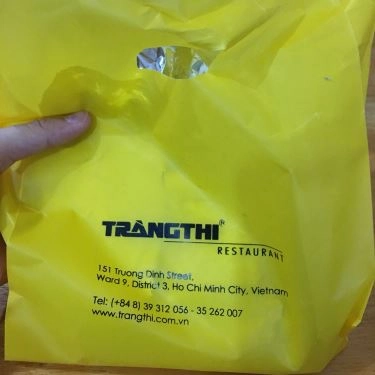 TRÀNGTHI®
RESTAURANT
151 Truong Dinh Street,
Ward 9, District 3, Ho Chi Minh City, Vietnam
Tel: (+84 8) 39 312 056 - 35 262 007
www.trangthi.com.vn